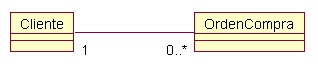 Cliente
OrdenCompra
1
0..*